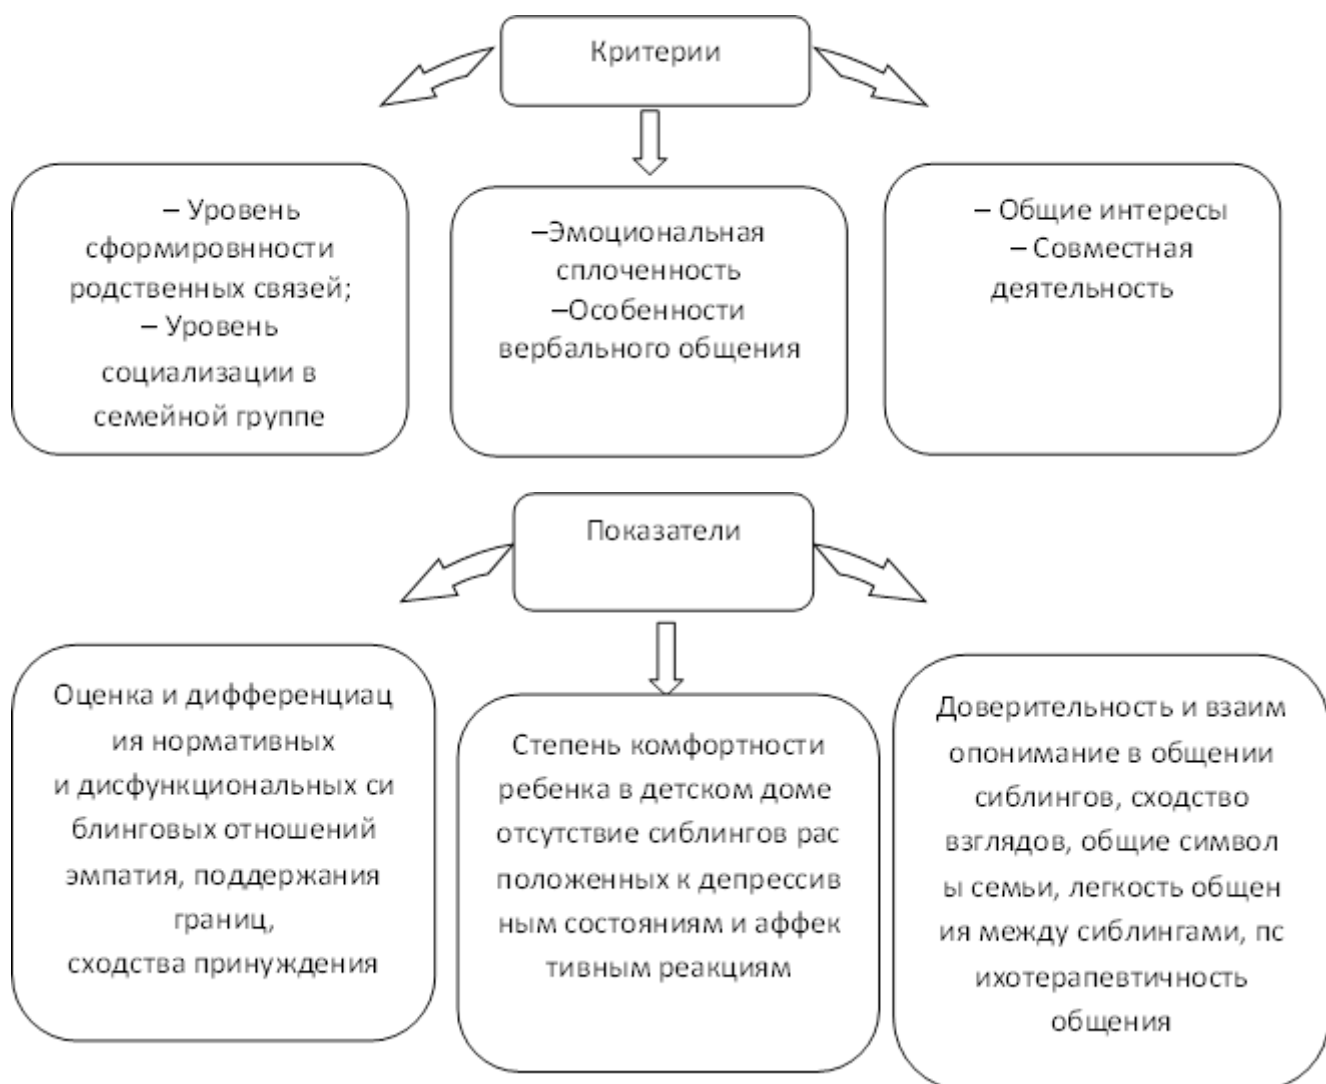 Критерии
– Уровень
сформировнности
родственных связей;
– Уровень
социализации в
семейной группе
–Эмоциональная
сплоченность
–Особенности
вербального общения
– Общие интересы
– Совместная
деятельность
Показатели
Оценка и дифференциац
ия нормативных
и дисфункциональных си
блинговых отношений
эмпатия, поддержания
границ,
сходства принуждения
Степень комфортности
ребенка в детском доме
отсутствие сиблингов рас
положенных к депрессив
ным состояниям и аффек
тивным реакциям
Доверительность и взаим
опонимание в общении
сиблингов, сходство
взглядов, общие символ
ы семьи, легкость общен
ия между сиблингами, пс
ихотерапевтичность
общения